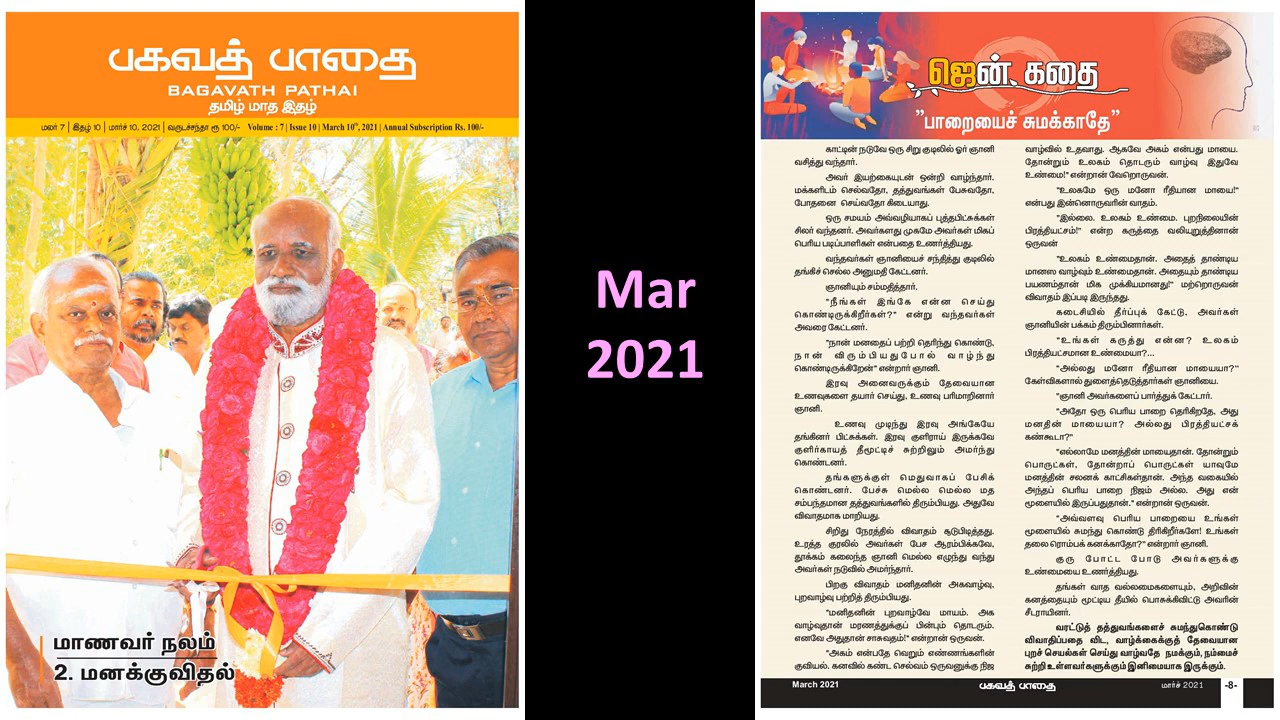 பகவத் பாதை
BAGAVATH PATHAI
தமிழ் மாத இதழ்
மலர் 7 | இதழ் 10 | மார்ச் 10, 2021 | வருடச்சந்தா ரூ 100/- Volume : 7 | Issue 10 | March 10th, 2021 | Annual Subscription Rs. 100/-
மாணவர் நலம்
2. மனக்குவிதல்
Mar
2021
ஜென் கதை
"பாறையைச் சுமக்காதே"
காட்டின் நடுவே ஒரு சிறு குடிலில் ஓர் ஞானி
வசித்து வந்தார்.
அவர் இயற்கையுடன் ஒன்றி வாழ்ந்தார்.
மக்களிடம் செல்வதோ, தத்துவங்கள் பேசுவதோ,
போதனை செய்வதோ கிடையாது.
ஒரு சமயம் அவ்வழியாகப் புத்தபிட்சுக்கள்
சிலர் வந்தனர். அவர்களது முகமே அவர்கள் மிகப்
பெரிய படிப்பாளிகள் என்பதை உணர்த்தியது.
வந்தவர்கள் ஞானியைச் சந்தித்து குடிலில்
தங்கிச் செல்ல அனுமதி கேட்டனர்.
ஞானியும் சம்மதித்தார்.
"நீங்கள் இங்கே என்ன செய்து
கொண்டிருக்கிறீர்கள்?" என்று வந்தவர்கள்
அவரை கேட்டனர்.
"நான் மனதைப் பற்றி தெரிந்து கொண்டு,
நான் விரும்பியதுபோல் வாழ்ந்து
கொண்டிருக்கிறேன்" என்றார் ஞானி.
இரவு அனைவருக்கும் தேவையான
உணவுகளை தயார் செய்து, உணவு பரிமாறினார்
ஞானி.
உணவு முடிந்து இரவு அங்கேயே
தங்கினர் பிட்சுக்கள். இரவு குளிராய் இருக்கவே
குளிர்காயத் தீமூட்டிச் சுற்றிலும் அமர்ந்து
கொண்டனர்.
தங்களுக்குள் மெதுவாகப் பேசிக்
கொண்டனர். பேச்சு மெல்ல மெல்ல மத
சம்பந்தமான தத்துவங்களில் திரும்பியது. அதுவே
விவாதமாக மாறியது.
சிறிது நேரத்தில் விவாதம் சூடுபிடித்தது.
உரத்த குரலில் அவர்கள் பேச ஆரம்பிக்கவே,
தூக்கம் கலைந்த ஞானி மெல்ல எழுந்து வந்து
அவர்கள் நடுவில் அமர்ந்தார்.
பிறகு விவாதம் மனிதனின் அகவாழ்வு,
புறவாழ்வு பற்றித் திரும்பியது.
"மனிதனின் புறவாழ்வே மாயம். அக
வாழ்வுதான் மரணத்துக்குப் பின்பும் தொடரும்.
எனவே அதுதான் சாசுவதம்!" என்றான் ஒருவன்.
"அகம் என்பதே வெறும் எண்ணங்களின்
குவியல். கனவில் கண்ட செல்வம் ஒருவனுக்கு நிஜ
வாழ்வில் உதவாது. ஆகவே அகம் என்பது மாயை.
தோன்றும் உலகம் தொடரும் வாழ்வு இதுவே
உண்மை!" என்றான் வேறொருவன்.
"உலகமே ஒரு மனோ ரீதியான மாயை!"
என்பது இன்னொருவரின் வாதம்.
"இல்லை. உலகம் உண்மை. புறநிலையின்
பிரத்தியட்சம்!" என்ற கருத்தை வலியுறுத்தினான்
ஒருவன்
"உலகம் உண்மைதான். அதைத் தாண்டிய
மானஸ வாழ்வும் உண்மைதான். அதையும் தாண்டிய
பயணம்தான் மிக முக்கியமானது!" மற்றொருவன்
விவாதம் இப்படி இருந்தது.
கடைசியில் தீர்ப்புக் கேட்டு, அவர்கள்
ஞானியின் பக்கம் திரும்பினார்கள்.
"உங்கள் கருத்து என்ன? உலகம்
பிரத்தியட்சமான உண்மையா?...
"அல்லது மனோ ரீதியான மாயையா?"
கேள்விகளால் துளைத்தெடுத்தார்கள் ஞானியை.
"ஞானி அவர்களைப் பார்த்துக் கேட்டார்.
"அதோ ஒரு பெரிய பாறை தெரிகிறதே, அது
மனதின் மாயையா? அல்லது பிரத்தியட்சக்
கண்கூடா?"
"எல்லாமே மனத்தின் மாயைதான். தோன்றும்
பொருட்கள், தோன்றாப் பொருட்கள் யாவுமே
மனத்தின் சலனக் காட்சிகள்தான். அந்த வகையில்
அந்தப் பெரிய பாறை நிஜம் அல்ல. அது என்
மூளையில் இருப்பதுதான்." என்றான் ஒருவன்.
"அவ்வளவு பெரிய பாறையை உங்கள்
மூளையில் சுமந்து கொண்டு திரிகிறீர்களே! உங்கள்
தலை ரொம்பக் கனக்காதோ?" என்றார் ஞானி.
குரு போட்ட போடு அவர்களுக்கு
உண்மையை உணர்த்தியது.
தங்கள் வாத வல்லமைகளையும், அறிவின்
கனத்தையும் மூட்டிய தீயில் பொசுக்கிவிட்டு அவரின்
சீடராயினர்.
வரட்டுத் தத்துவங்களைச் சுமந்துகொண்டு
விவாதிப்பதை விட, வாழ்க்கைக்குத் தேவையான
புறச் செயல்கள் செய்து வாழ்வதே நமக்கும், நம்மைச்
சுற்றி உள்ளவர்களுக்கும் இனிமையாக இருக்கும்.
March 2021 பகவத் பாதை மார்ச் 2021 -8-